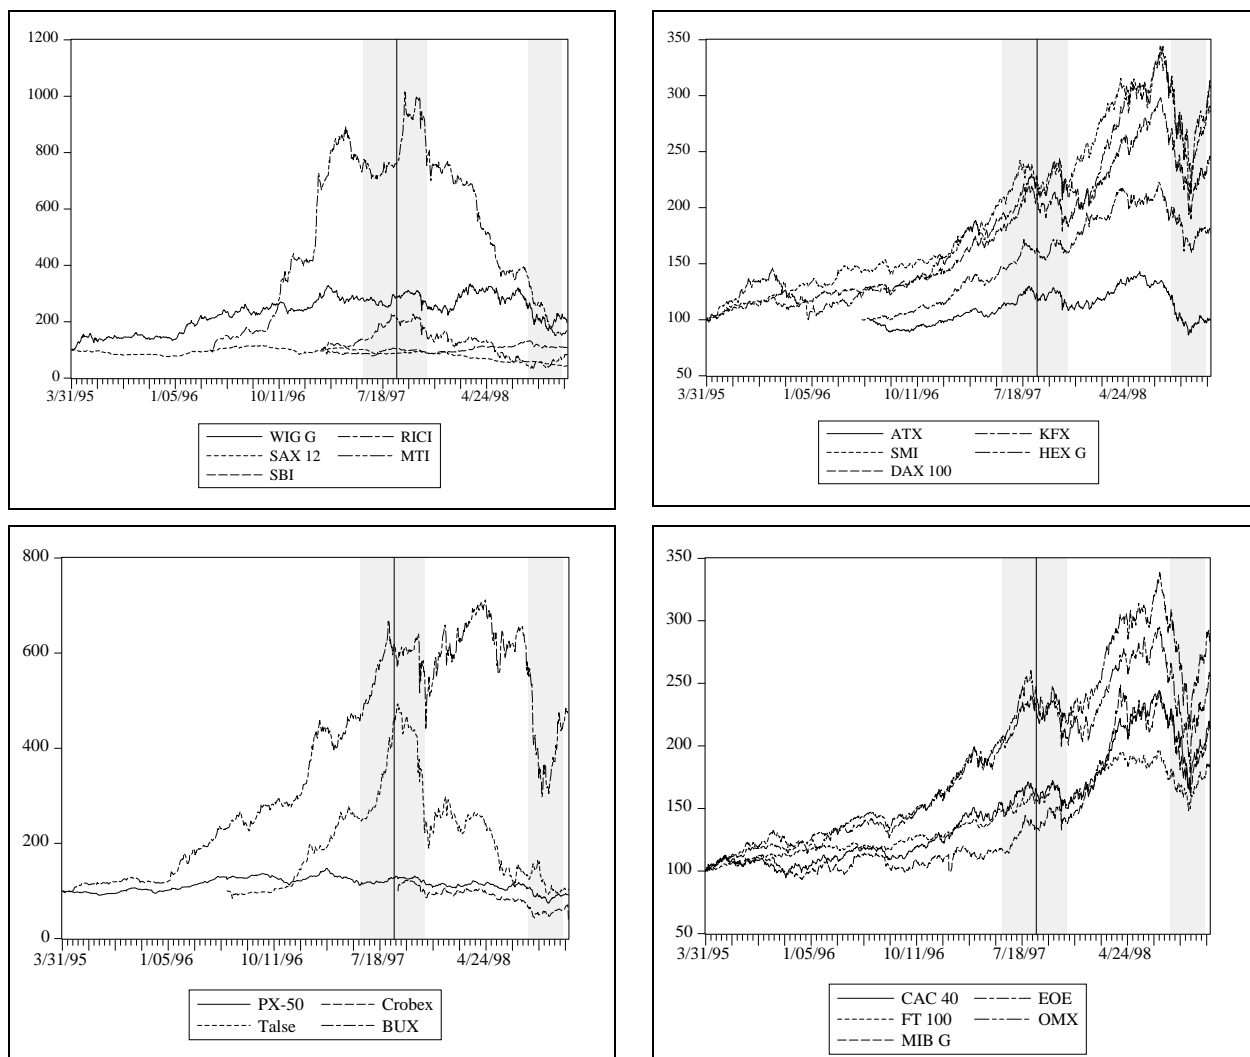 1200
1000
800
600
400
200
0
3/31/95 1/05/96 10/11/96 7/18/97 4/24/98
WIG G RICI
SAX 12 MTI
SBI
350
300
250
200
150
100
50
3/31/95 1/05/96 10/11/96 7/18/97 4/24/98
ATX KFX
SMI HEX G
DAX 100
800
600
400
200
0
3/31/95 1/05/96 10/11/96 7/18/97 4/24/98
PX-50 Crobex
Talse BUX
350
300
250
200
150
100
50
3/31/95 1/05/96 10/11/96 7/18/97 4/24/98
CAC 40 EOE
FT 100 OMX
MIB G